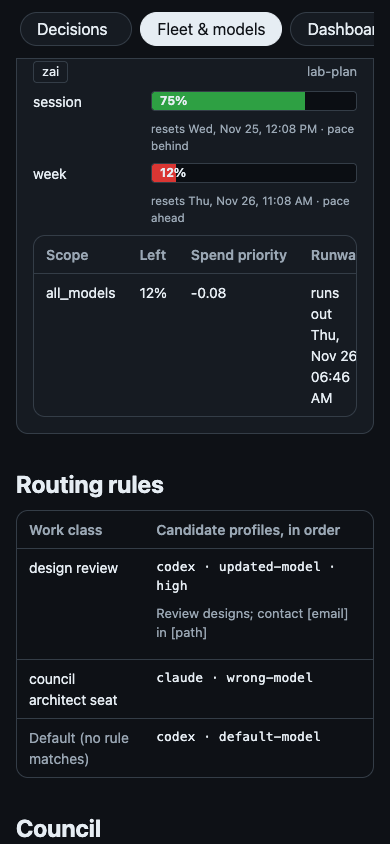 Decisions
Fleet & models
Dashboar
zai
lab-plan
session
75%
resets Wed, Nov 25, 12:08 PM · pace
behind
week
12%
resets Thu, Nov 26, 11:08 AM · pace
ahead
Scope Left Spend priority Runwa
all_models 12% -0.08 runs
out
Thu,
Nov 26
06:46
AM
Routing rules
Work class Candidate profiles, in order
design review codex · updated-model ·
high
Review designs; contact [email]
in [path]
council
architect seat
claude · wrong-model
Default (no rule
matches)
codex · default-model
Council